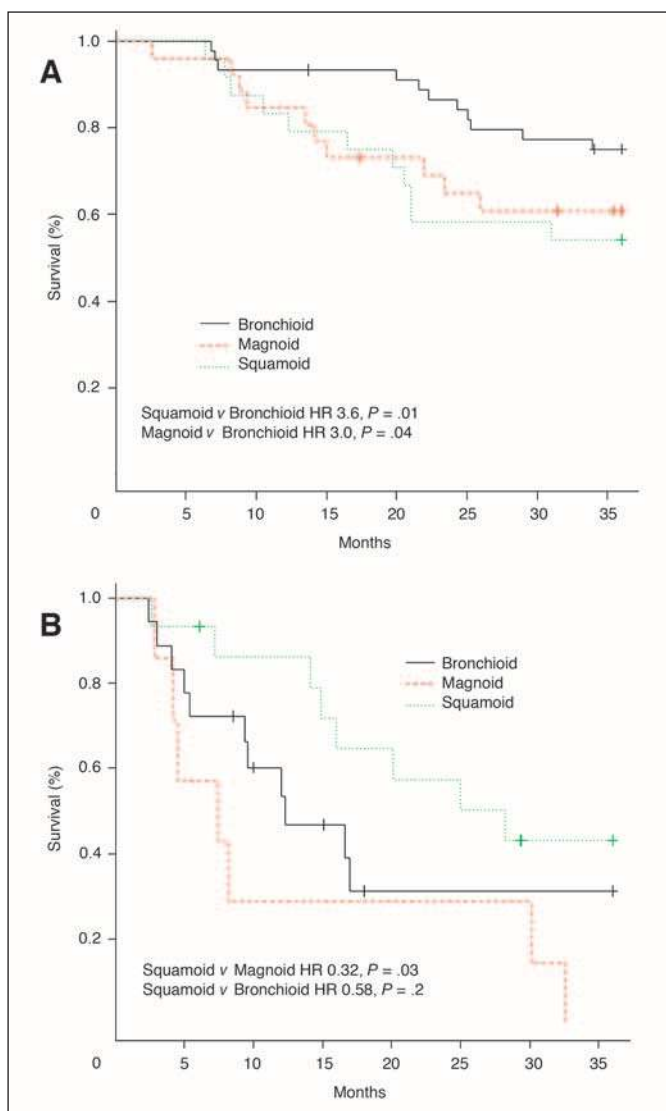 A
1.0
0.8
0.6
0.4
0.2
0
Survival (%)
Bronchioid
Magnoid
Squamoid
Squamoid v Bronchioid HR 3.6, P = .01
Magnoid v Bronchioid HR 3.0, P = .04
5 10 15 20 25 30 35
Months
B
1.0
0.8
0.6
0.4
0.2
0
Survival (%)
Bronchioid
Magnoid
Squamoid
Squamoid v Magnoid HR 0.32, P = .03
Squamoid v Bronchioid HR 0.58, P = .2
5 10 15 20 25 30 35
Months